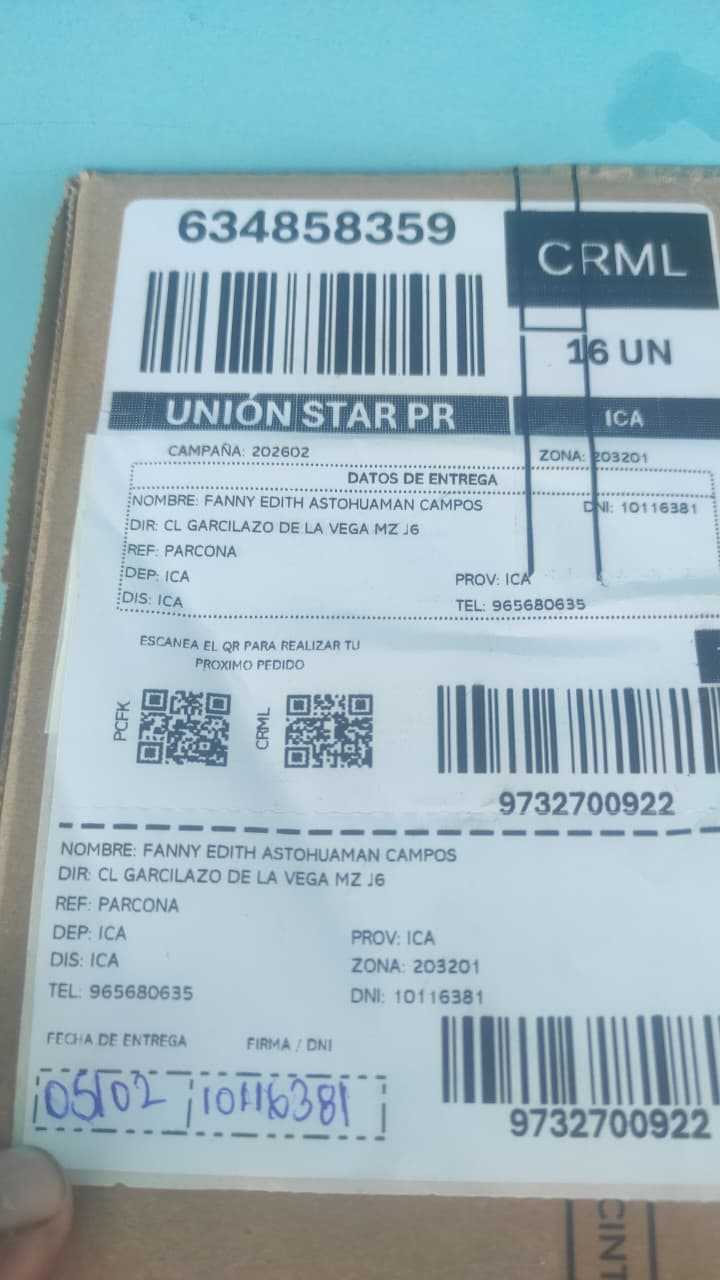 634858359
CRML
16 UN
UNIÓN STAR PR
ICA
CAMPAÑA: 202602
ZONA: 203201
DATOS DE ENTREGA
NOMBRE: FANNY EDITH ASTOHUAMAN CAMPOS
DNI: 10116381
DIR: CL GARCILAZO DE LA VEGA MZ J6
REF: PARCONA
DEP: ICA
PROV: ICA
DIS: ICA
TEL: 965680635
ESCANEA EL QR PARA REALIZAR TU
PROXIMO PEDIDO
PCFK
CRML
9732700922
NOMBRE: FANNY EDITH ASTOHUAMAN CAMPOS
DIR: CL GARCILAZO DE LA VEGA MZ J6
REF: PARCONA
DEP: ICA
PROV: ICA
DIS: ICA
ZONA: 203201
TEL: 965680635
DNI: 10116381
FECHA DE ENTREGA
FIRMA / DNI
05/02
10116381
9732700922